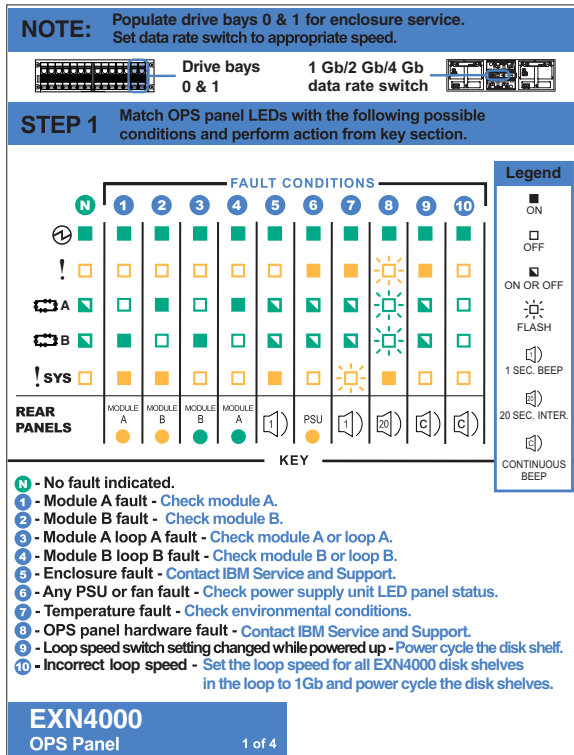 NOTE:
Populate drive bays 0 & 1 for enclosure service.
Set data rate switch to appropriate speed.
Drive bays
0 & 1
1 Gb/2 Gb/4 Gb
data rate switch
STEP 1
Match OPS panel LEDs with the following possible
conditions and perform action from key section.
FAULT CONDITIONS
N 1 2 3 4 5 6 7 8 9 10
!
A
B
! SYS
REAR
PANELS
MODULE A
MODULE B
MODULE B
MODULE A
1
PSU
1
20
C
C
Legend
ON
OFF
ON OR OFF
FLASH
1
1 SEC. BEEP
20
20 SEC. INTER.
C
CONTINUOUS
BEEP
KEY
N - No fault indicated.
1 - Module A fault - Check module A.
2 - Module B fault - Check module B.
3 - Module A loop A fault - Check module A or loop A.
4 - Module B loop B fault - Check module B or loop B.
5 - Enclosure fault - Contact IBM Service and Support.
6 - Any PSU or fan fault - Check power supply unit LED panel status.
7 - Temperature fault - Check environmental conditions.
8 - OPS panel hardware fault - Contact IBM Service and Support.
9 - Loop speed switch setting changed while powered up - Power cycle the disk shelf.
10 - Incorrect loop speed - Set the loop speed for all EXN4000 disk shelves
in the loop to 1Gb and power cycle the disk shelves.
EXN4000
OPS Panel
1 of 4